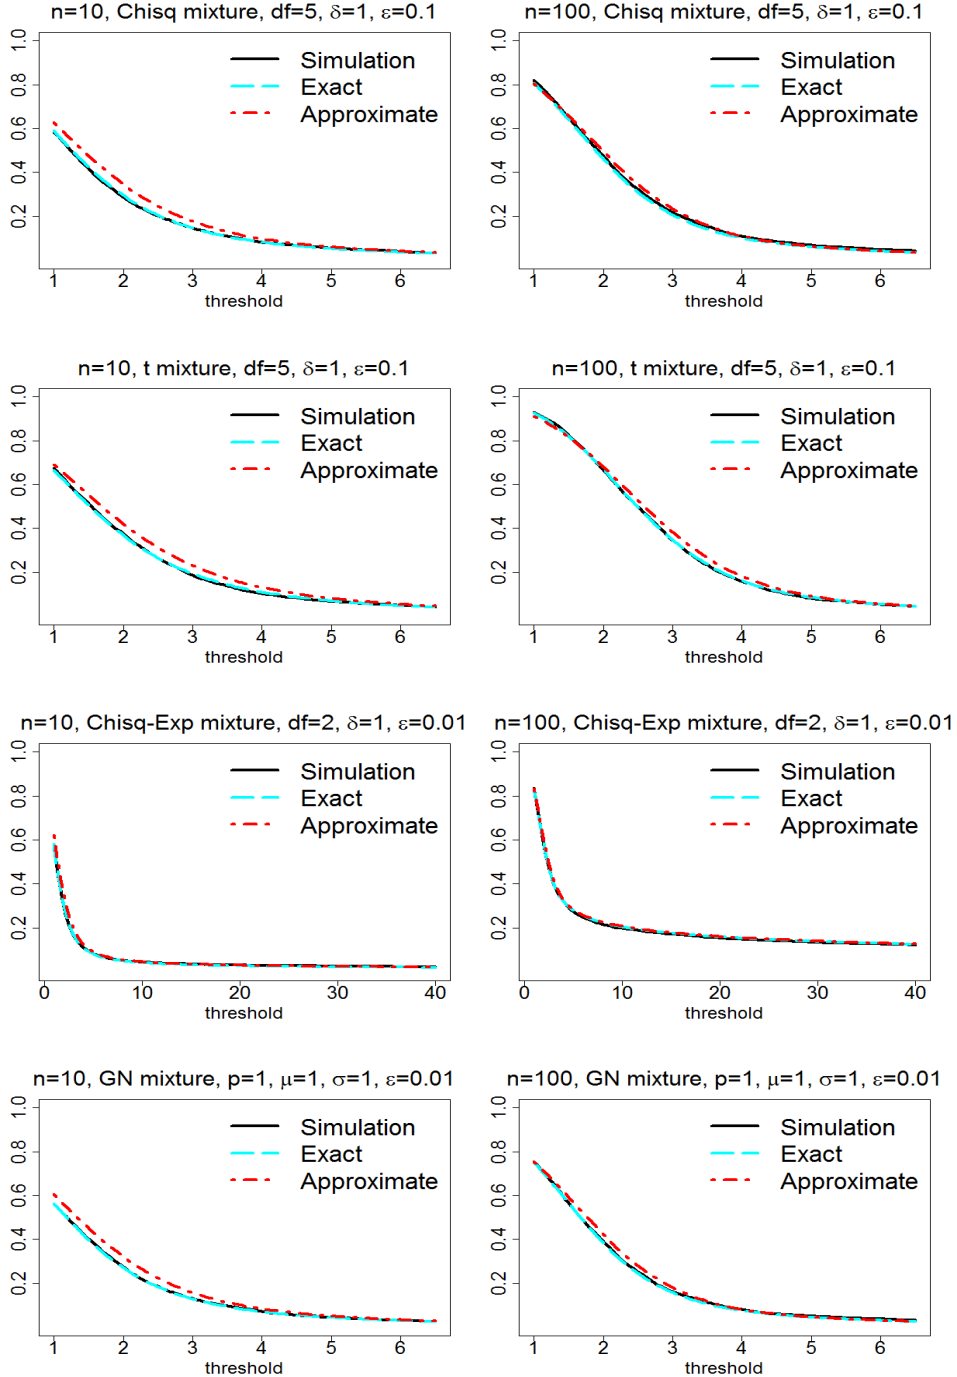 n=10, Chisq mixture, df=5, δ=1, ε=0.1
1.0
0.8
0.6
0.4
0.2
Simulation
Exact
Approximate
1 2 3 4 5 6
threshold
n=100, Chisq mixture, df=5, δ=1, ε=0.1
1.0
0.8
0.6
0.4
0.2
Simulation
Exact
Approximate
1 2 3 4 5 6
threshold
n=10, t mixture, df=5, δ=1, ε=0.1
1.0
0.8
0.6
0.4
0.2
Simulation
Exact
Approximate
1 2 3 4 5 6
threshold
n=100, t mixture, df=5, δ=1, ε=0.1
1.0
0.8
0.6
0.4
0.2
Simulation
Exact
Approximate
1 2 3 4 5 6
threshold
n=10, Chisq-Exp mixture, df=2, δ=1, ε=0.01
1.0
0.8
0.6
0.4
0.2
Simulation
Exact
Approximate
0 10 20 30 40
threshold
n=100, Chisq-Exp mixture, df=2, δ=1, ε=0.01
1.0
0.8
0.6
0.4
0.2
Simulation
Exact
Approximate
0 10 20 30 40
threshold
n=10, GN mixture, p=1, μ=1, σ=1, ε=0.01
1.0
0.8
0.6
0.4
0.2
Simulation
Exact
Approximate
1 2 3 4 5 6
threshold
n=100, GN mixture, p=1, μ=1, σ=1, ε=0.01
1.0
0.8
0.6
0.4
0.2
Simulation
Exact
Approximate
1 2 3 4 5 6
threshold